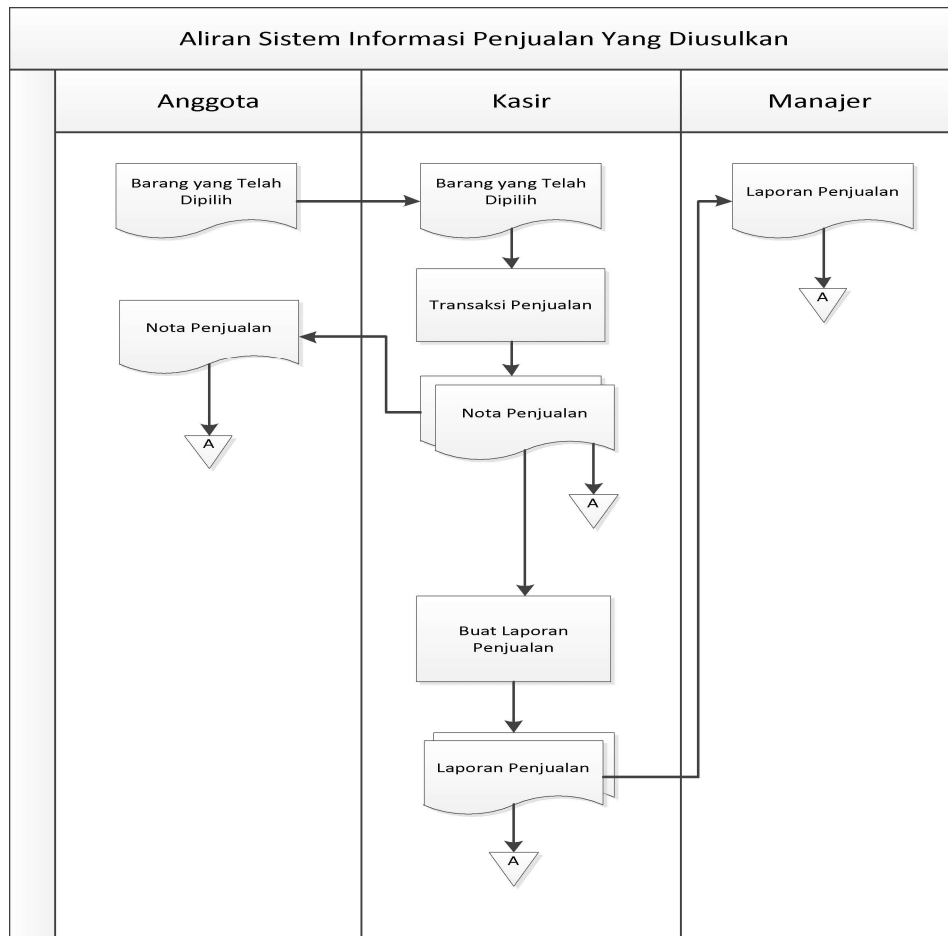 Aliran Sistem Informasi Penjualan Yang Diusulkan
Anggota
Kasir
Manajer
Barang yang Telah
Dipilih
Barang yang Telah
Dipilih
Laporan Penjualan
A
Transaksi Penjualan
Nota Penjualan
A
Nota Penjualan
A
Buat Laporan
Penjualan
Laporan Penjualan
A